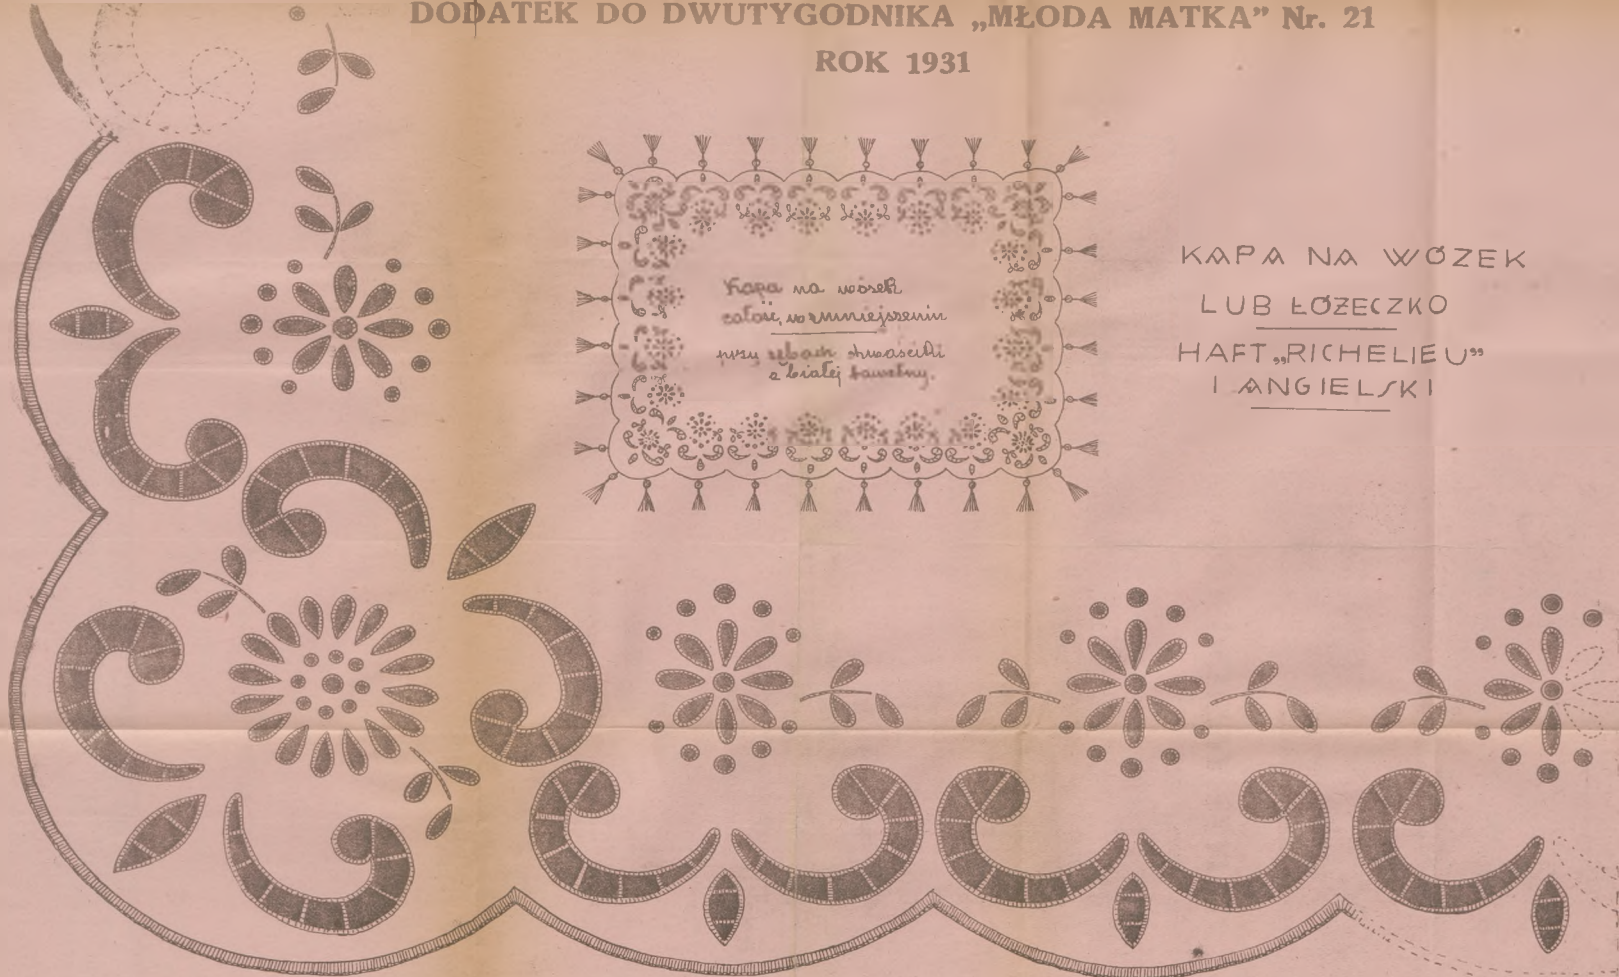 DODATEK DO DWUTYGODNIKA „MŁODA MATKA” Nr. 21
ROK 1931
Kapa na wózek
całość, w zmniejszeniu
przy zębach chwaściki
z białej bawełny.
KAPA NA WÓZEK
LUB ŁÓŻECZKO
HAFT „RICHELIEU”
I ANGIELSKI